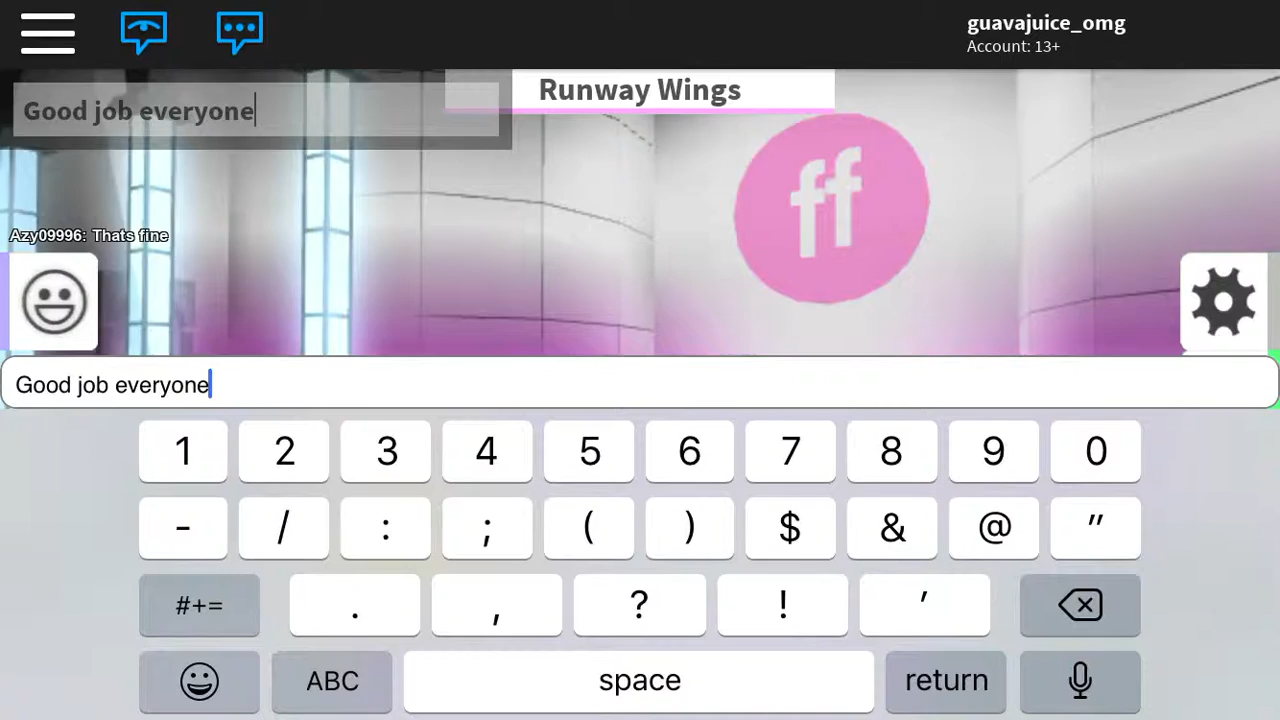 guavajuice_omg
Account: 13+
Good job everyone
Runway Wings
ff
Azy09996: Thats fine
Good job everyone
1 2 3 4 5 6 7 8 9 0
- / : ; ( ) $ & @ "
#+= . , ? ! '
ABC space return